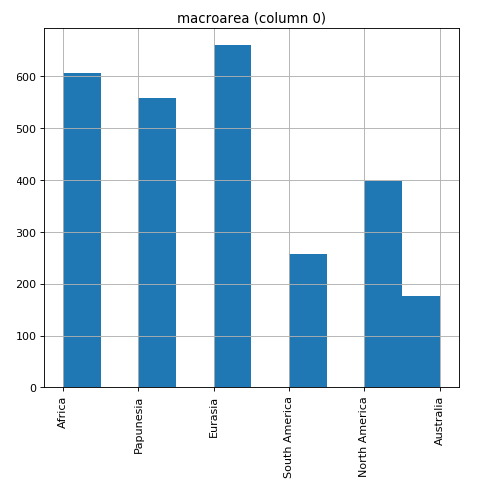 macroarea (column 0)
600
500
400
300
200
100
0
Africa
Papunesia
Eurasia
South America
North America
Australia